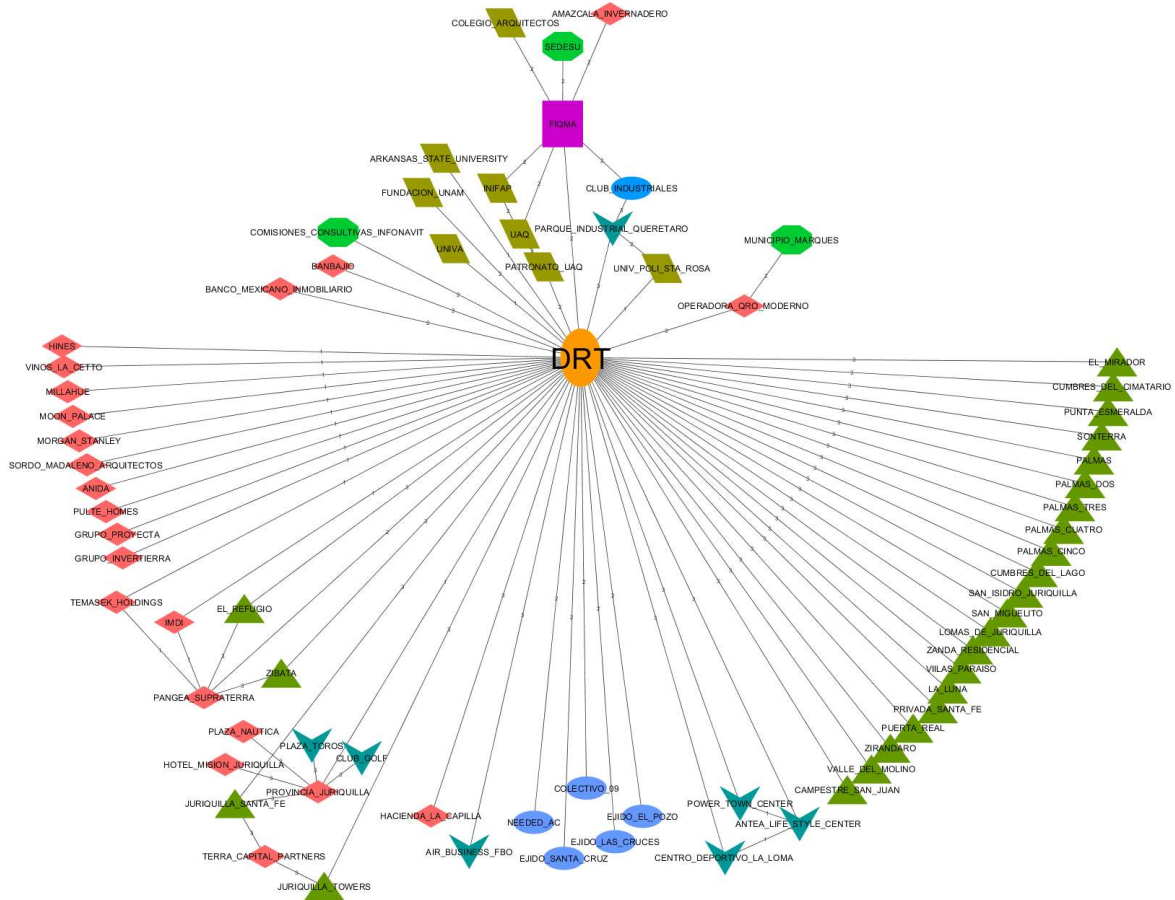 AMAZCALA_INVERNADERO
COLEGIO_ARQUITECTOS
SEDESU
FIQMA
ARKANSAS_STATE_UNIVERSITY
INIFAP
CLUB_INDUSTRIALES
FUNDACION_UNAM
PARQUE_INDUSTRIAL_QUERETARO
COMISIONES_CONSULTIVAS_INFONAVIT
UAQ
MUNICIPIO_MARQUES
UNIVA
PATRONATO_UAQ
UNIV_POLI_STA_ROSA
BANBAJIO
BANCO_MEXICANO_INMOBILIARIO
OPERADORA_QRO_MODERNO
DRT
HINES
VINOS_LA_CETTO
MILLAHUE
MOON_PALACE
MORGAN_STANLEY
SORDO_MADALENO_ARQUITECTOS
ANIDA
PULTE_HOMES
GRUPO_PROYECTA
GRUPO_INVERTIERRA
TEMASEK_HOLDINGS
IMDI
EL_REFUGIO
ZIBATA
PANGEA_SUPRATERRA
PLAZA_NAUTICA
PLAZA_TOROS
CLUB_GOLF
HOTEL_MISION_JURIQUILLA
PROVINCIA_JURIQUILLA
JURIQUILLA_SANTA_FE
TERRA_CAPITAL_PARTNERS
JURIQUILLA_TOWERS
HACIENDA_LA_CAPILLA
AIR_BUSINESS_FBO
COLECTIVO_09
NEEDED_AC
EJIDO_EL_POZO
EJIDO_LAS_CRUCES
EJIDO_SANTA_CRUZ
POWER_TOWN_CENTER
ANTEA_LIFE_STYLE_CENTER
CENTRO_DEPORTIVO_LA_LOMA
EL_MIRADOR
CUMBRES_DEL_CIMATARIO
PUNTA_ESMERALDA
SONTERRA
PALMAS
PALMAS_DOS
PALMAS_TRES
PALMAS_CUATRO
PALMAS_CINCO
CUMBRES_DEL_LAGO
SAN_ISIDRO_JURIQUILLA
SAN_MIGUELITO
LOMAS_DE_JURIQUILLA
ZANDA_RESIDENCIAL
VIILAS_PARAISO
LA_LUNA
PRIVADA_SANTA_FE
PUERTA_REAL
ZIRANDARO
VALLE_DEL_MOLINO
CAMPESTRE_SAN_JUAN